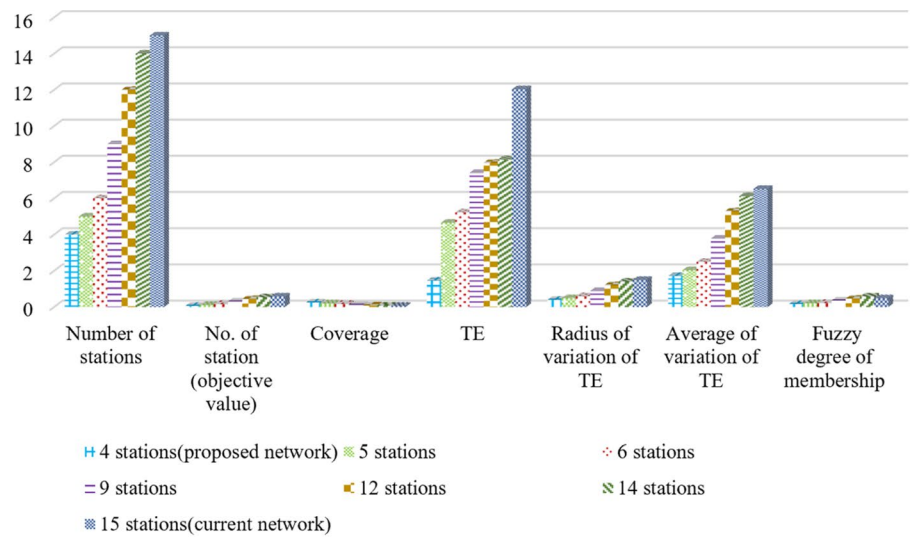 16
14
12
10
8
6
4
2
0
Number of
stations
No. of
station
(objective
value)
Coverage
TE
Radius of
variation of
TE
Average of
variation of
TE
Fuzzy
degree of
membership
4 stations(proposed network)
5 stations
6 stations
9 stations
12 stations
14 stations
15 stations(current network)